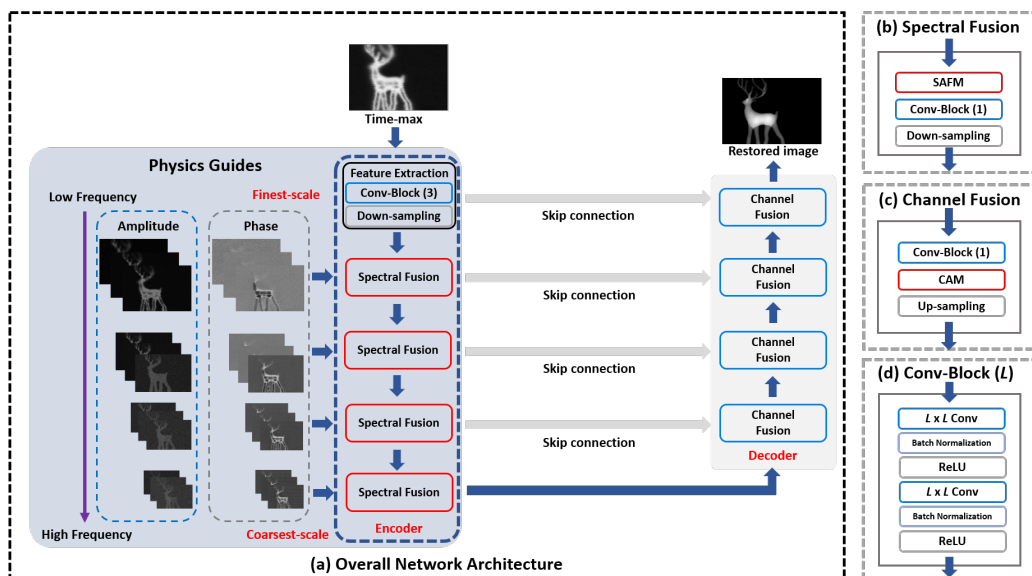 Time-max
Restored image
Physics Guides
Low Frequency
Finest-scale
Amplitude
Phase
Feature Extraction
Conv-Block (3)
Down-sampling
Spectral Fusion
Spectral Fusion
Spectral Fusion
Spectral Fusion
High Frequency
Coarsest-scale
Encoder
Skip connection
Skip connection
Skip connection
Skip connection
Channel
Fusion
Channel
Fusion
Channel
Fusion
Channel
Fusion
Decoder
(a) Overall Network Architecture
(b) Spectral Fusion
SAFM
Conv-Block (1)
Down-sampling
(c) Channel Fusion
Conv-Block (1)
CAM
Up-sampling
(d) Conv-Block (L)
L x L Conv
Batch Normalization
ReLU
L x L Conv
Batch Normalization
ReLU